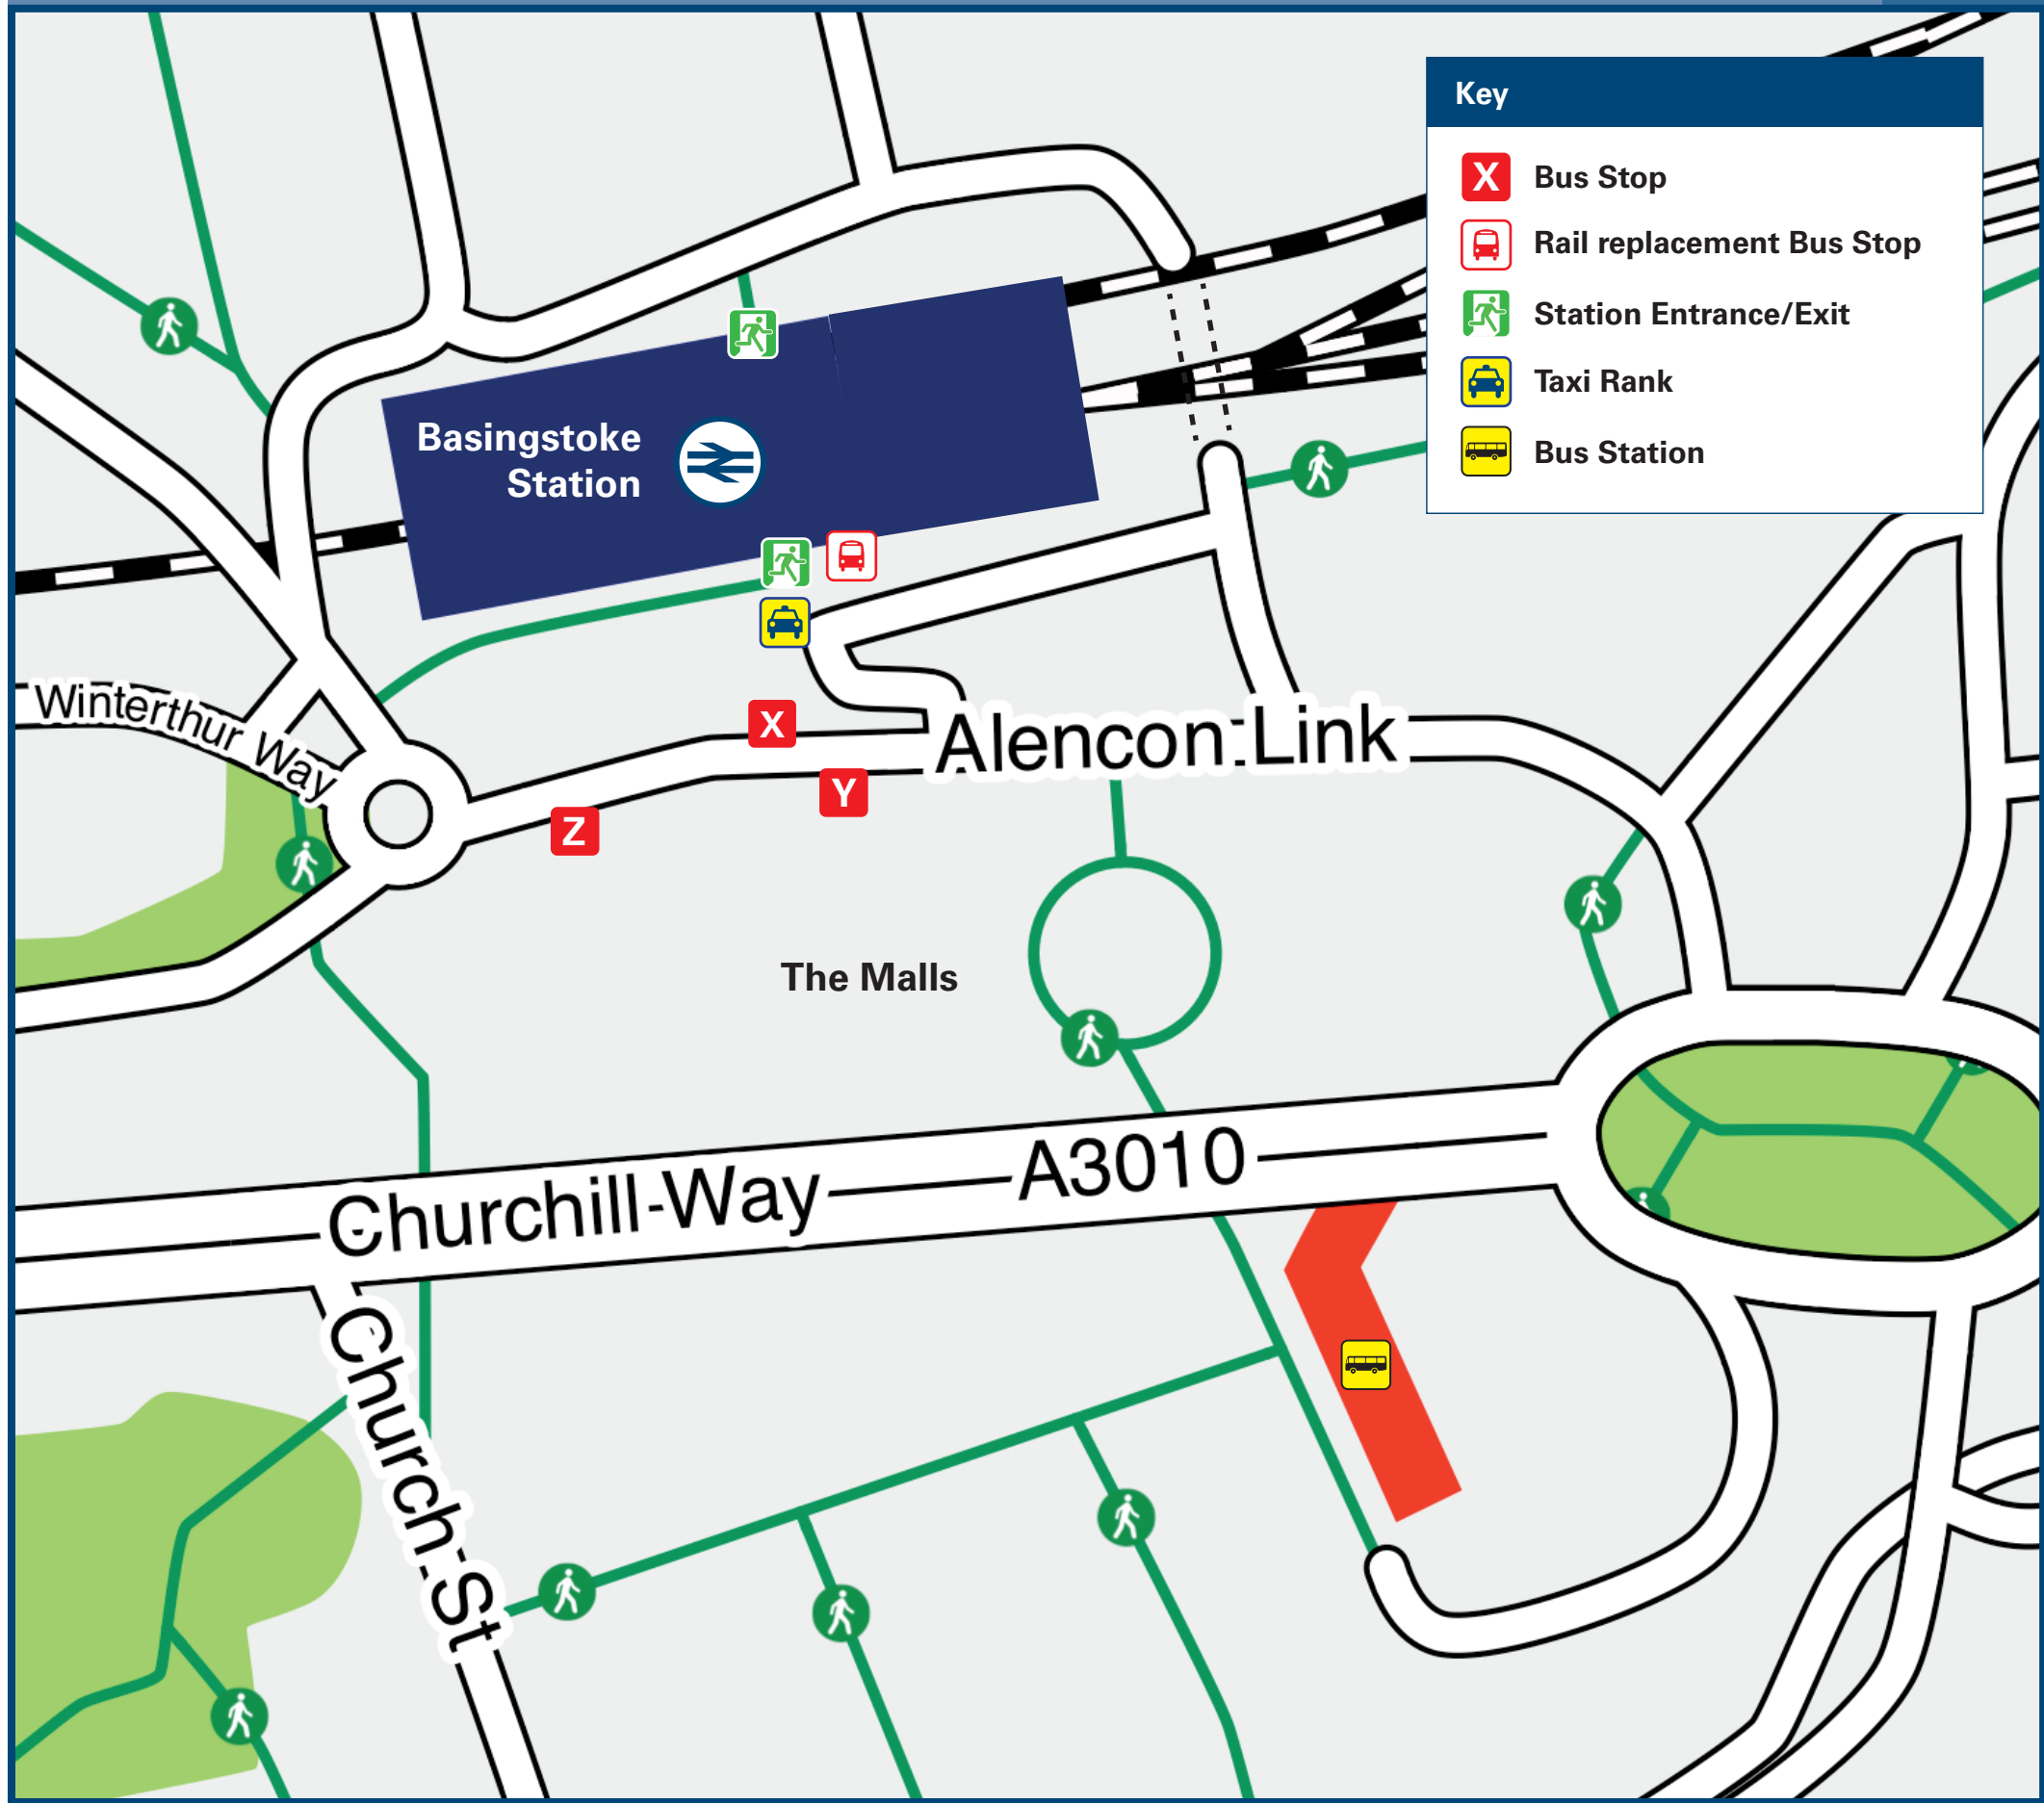 Key
X Bus Stop
Rail replacement Bus Stop
Station Entrance/Exit
Taxi Rank
Bus Station
Basingstoke
Station
Winterthur Way
X
Alencon Link
Y
Z
The Malls
A3010
Churchill Way
Church St